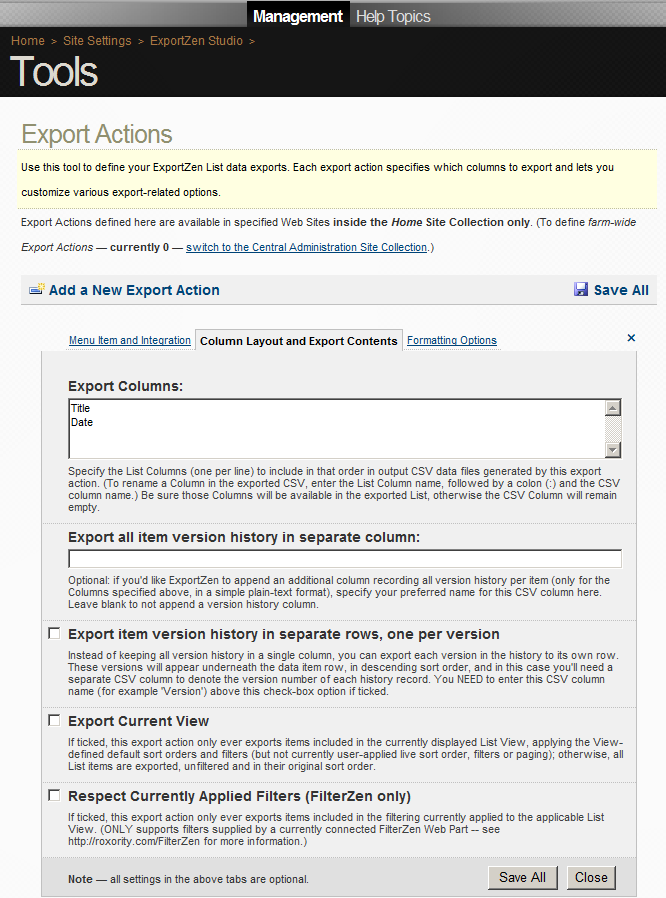 Management Help Topics
Home > Site Settings > ExportZen Studio >
Tools
Export Actions
Use this tool to define your ExportZen List data exports. Each export action specifies which columns to export and lets you
customize various export-related options.
Export Actions defined here are available in specified Web Sites inside the Home Site Collection only. (To define farm-wide
Export Actions — currently 0 — switch to the Central Administration Site Collection.)
Add a New Export Action Save All
Menu Item and Integration Column Layout and Export Contents Formatting Options ×
Export Columns:
Title
Date
Specify the List Columns (one per line) to include in that order in output CSV data files generated by this export
action. (To rename a Column in the exported CSV, enter the List Column name, followed by a colon (:) and the CSV
column name.) Be sure those Columns will be available in the exported List, otherwise the CSV Column will remain
empty.
Export all item version history in separate column:
Optional: if you'd like ExportZen to append an additional column recording all version history per item (only for the
Columns specified above, in a simple plain-text format), specify your preferred name for this CSV column here.
Leave blank to not append a version history column.
Export item version history in separate rows, one per version
Instead of keeping all version history in a single column, you can export each version in the history to its own row.
These versions will appear underneath the data item row, in descending sort order, and in this case you'll need a
separate CSV column to denote the version number of each history record. You NEED to enter this CSV column
name (for example 'Version') above this check-box option if ticked.
Export Current View
If ticked, this export action only ever exports items included in the currently displayed List View, applying the View-
defined default sort orders and filters (but not currently user-applied live sort order, filters or paging); otherwise, all
List items are exported, unfiltered and in their original sort order.
Respect Currently Applied Filters (FilterZen only)
If ticked, this export action only ever exports items included in the filtering currently applied to the applicable List
View. (ONLY supports filters supplied by a currently connected FilterZen Web Part -- see
http://roxority.com/FilterZen for more information.)
Note — all settings in the above tabs are optional. Save All Close